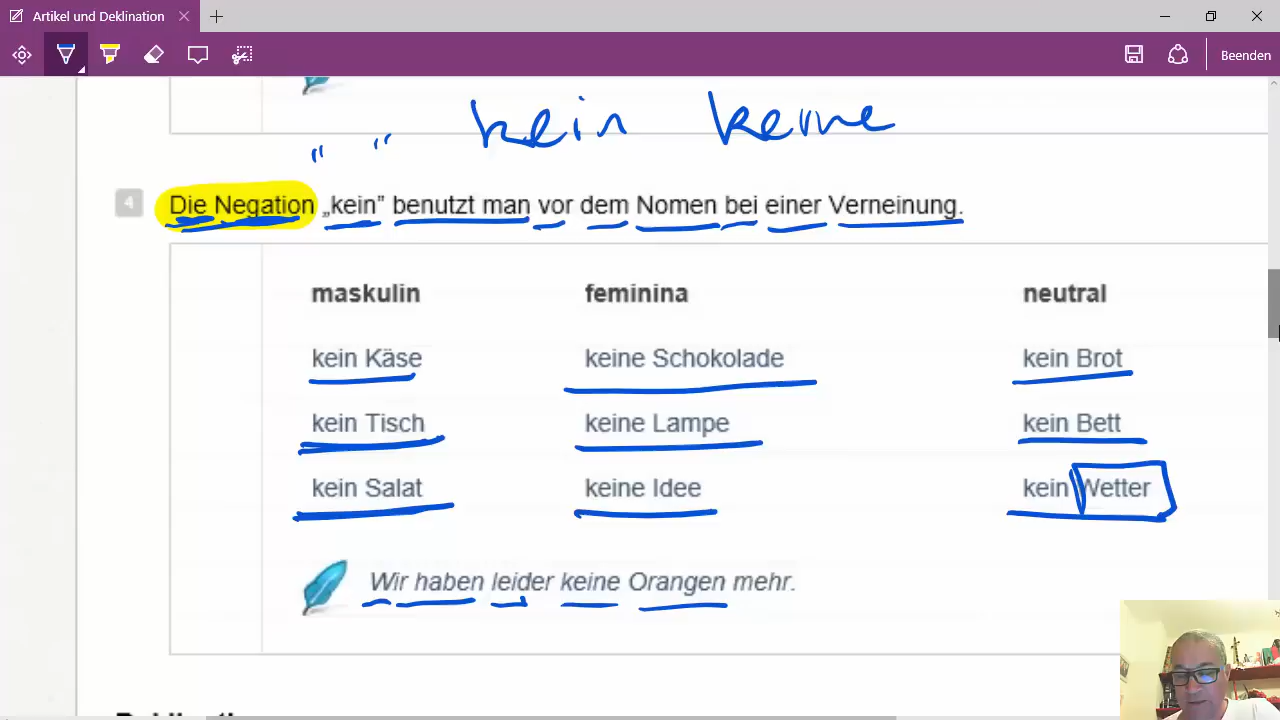 Artikel und Deklination
Beenden
" " kein keine
4
Die Negation „kein” benutzt man vor dem Nomen bei einer Verneinung.
maskulin feminina neutral
kein Käse keine Schokolade kein Brot
kein Tisch keine Lampe kein Bett
kein Salat keine Idee kein Wetter
Wir haben leider keine Orangen mehr.